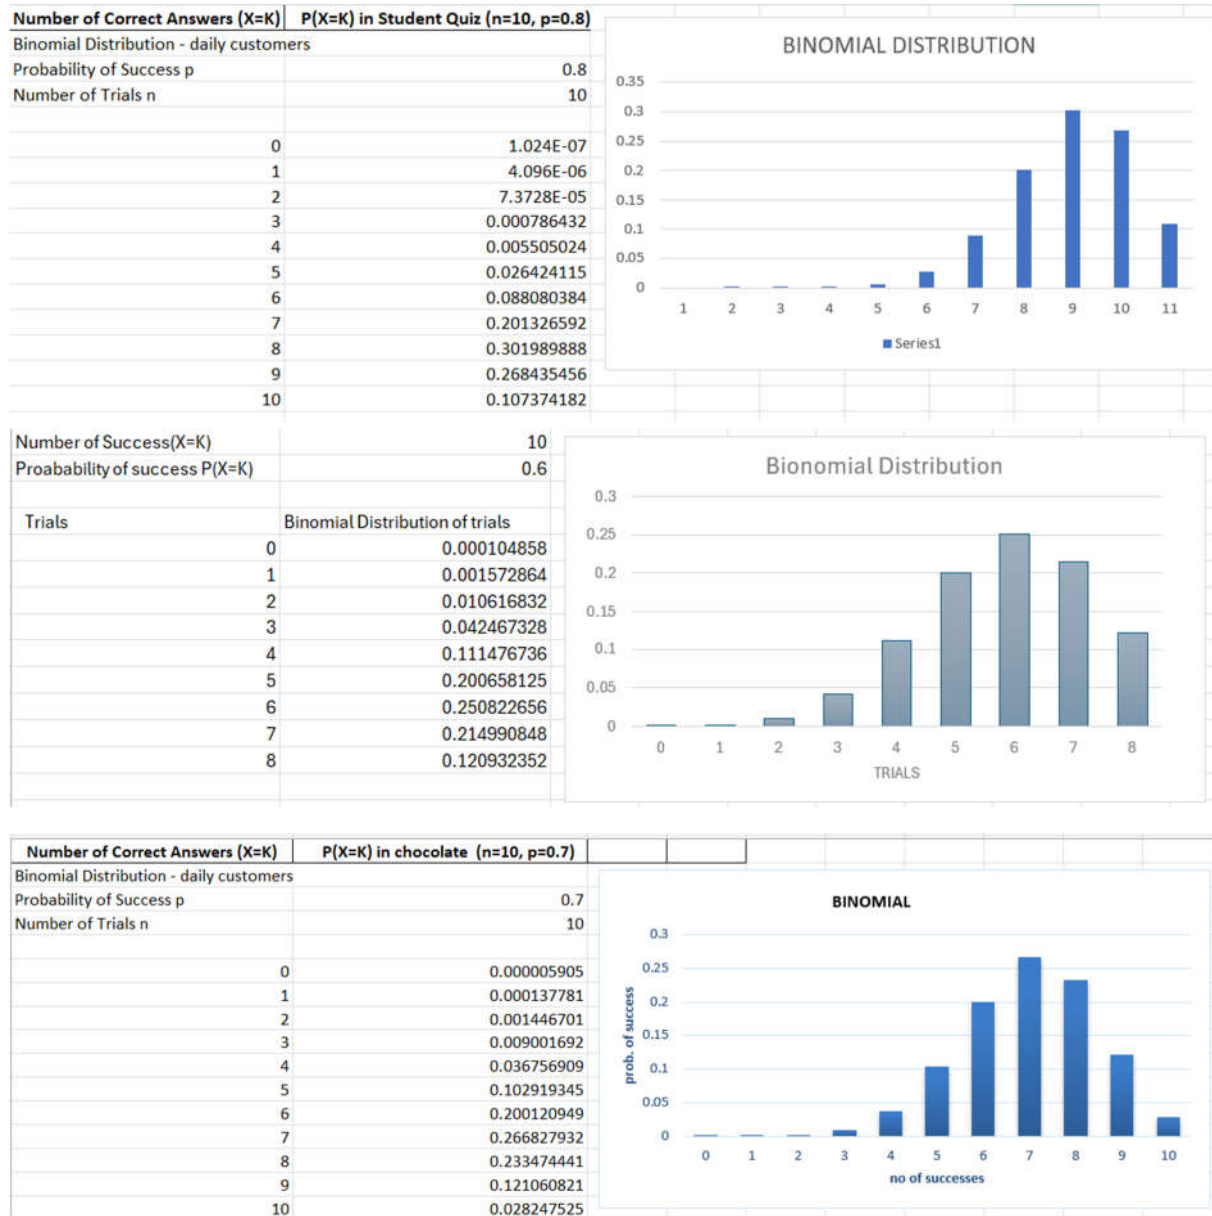 Number of Correct Answers (X=K) P(X=K) in Student Quiz (n=10, p=0.8)
Binomial Distribution - daily customers
Probability of Success p 0.8
Number of Trials n 10
0 1.024E-07
1 4.096E-06
2 7.3728E-05
3 0.000786432
4 0.005505024
5 0.026424115
6 0.088080384
7 0.201326592
8 0.301989888
9 0.268435456
10 0.107374182
BINOMIAL DISTRIBUTION
0.35
0.3
0.25
0.2
0.15
0.1
0.05
0
1 2 3 4 5 6 7 8 9 10 11
Series1
Number of Success(X=K) 10
Proabability of success P(X=K) 0.6
Trials Binomial Distribution of trials
0 0.000104858
1 0.001572864
2 0.010616832
3 0.042467328
4 0.111476736
5 0.200658125
6 0.250822656
7 0.214990848
8 0.120932352
Bionomial Distribution
0.3
0.25
0.2
0.15
0.1
0.05
0
0 1 2 3 4 5 6 7 8
TRIALS
Number of Correct Answers (X=K) P(X=K) in chocolate (n=10, p=0.7)
Binomial Distribution - daily customers
Probability of Success p 0.7
Number of Trials n 10
0 0.000005905
1 0.000137781
2 0.001446701
3 0.009001692
4 0.036756909
5 0.102919345
6 0.200120949
7 0.266827932
8 0.233474441
9 0.121060821
10 0.028247525
BINOMIAL
prob. of success
0.3
0.25
0.2
0.15
0.1
0.05
0
0 1 2 3 4 5 6 7 8 9 10
no of successes